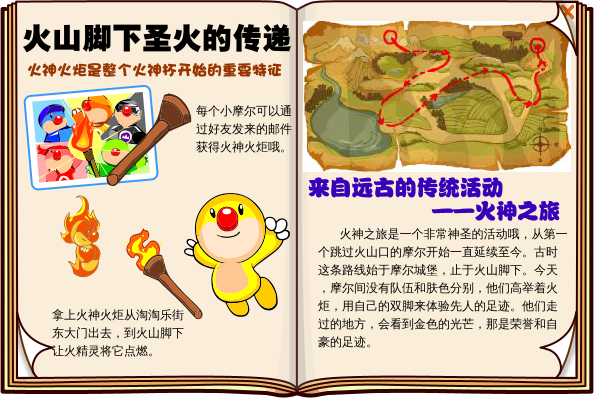 火山脚下圣火的传递
火神火炬是整个火神杯开始的重要特征
每个小摩尔可以通
过好友发来的邮件
获得火神火炬哦。
拿上火神火炬从淘淘乐街
东大门出去，到火山脚下
让火精灵将它点燃。
来自远古的传统活动
——火神之旅
火神之旅是一个非常神圣的活动哦，从第一
个跳过火山口的摩尔开始一直延续至今。古时
这条路线始于摩尔城堡，止于火山脚下。今天
，摩尔间没有队伍和肤色分别，他们高举着火
炬，用自己的双脚来体验先人的足迹。他们走
过的地方，会看到金色的光芒，那是荣誉和自
豪的足迹。